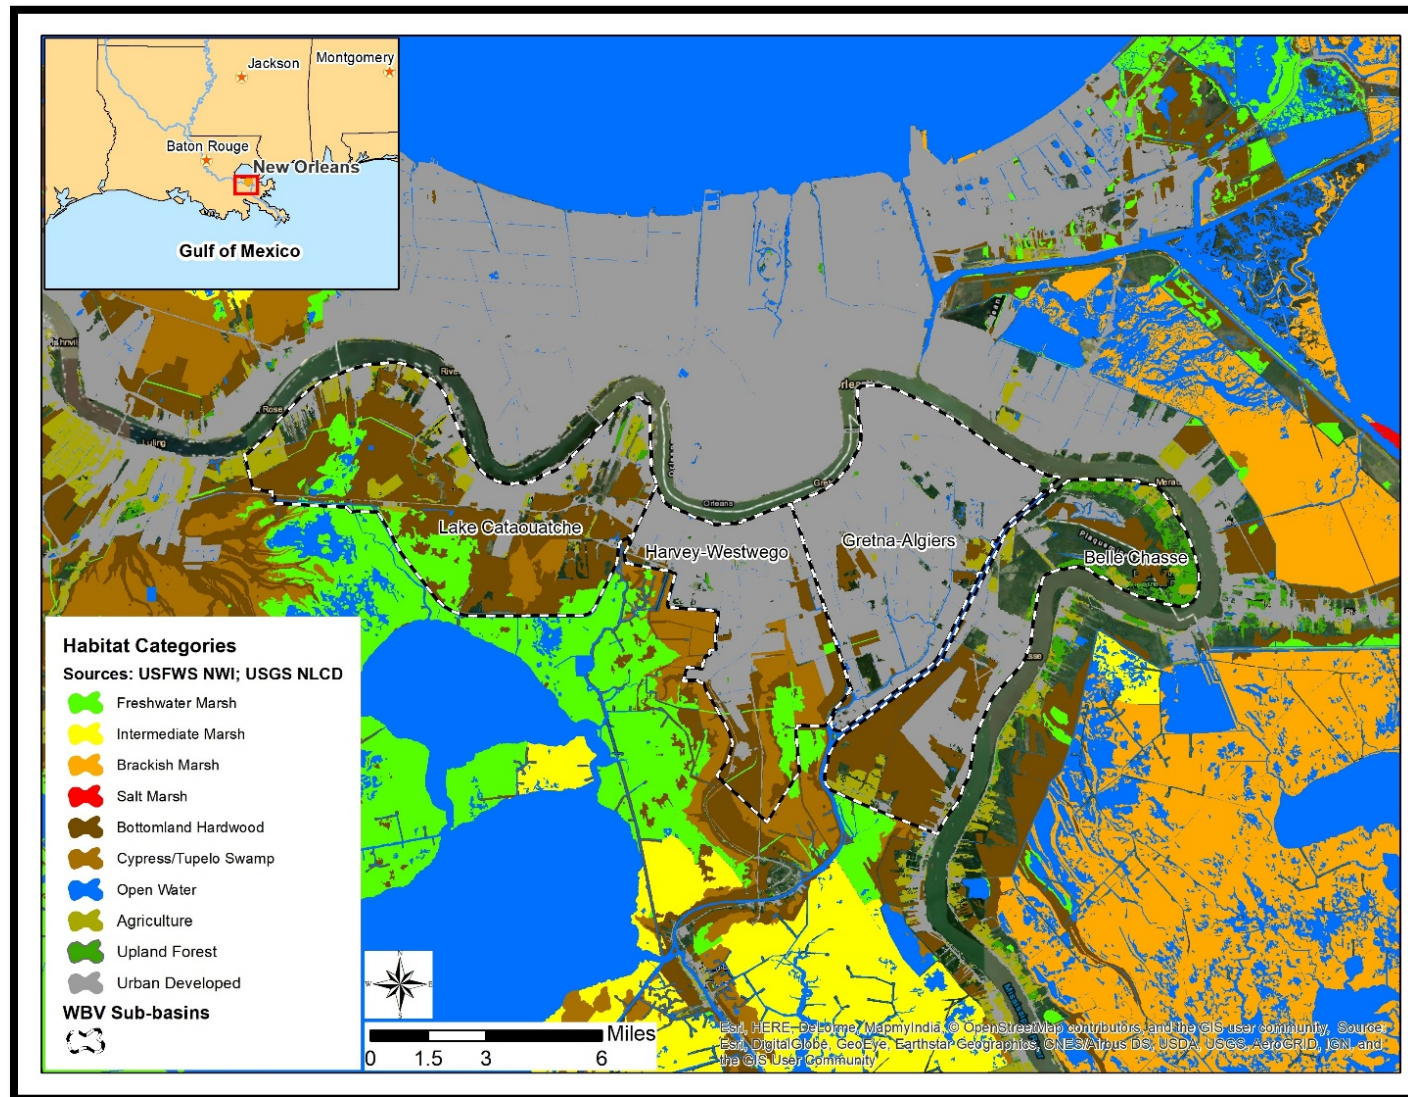 Jackson
Montgomery
Baton Rouge
New Orleans
Gulf of Mexico
Rose
Luling
Orleans
Lake Cataouatche
Harvey-Westwego
Gretna-Algiers
Belle Chasse
Habitat Categories
Sources: USFWS NWI; USGS NLCD
Freshwater Marsh
Intermediate Marsh
Brackish Marsh
Salt Marsh
Bottomland Hardwood
Cypress/Tupelo Swamp
Open Water
Agriculture
Upland Forest
Urban Developed
WBV Sub-basins
N
W
E
S
Miles
0 1.5 3 6
Esri, HERE, DeLorme, MapmyIndia, © OpenStreetMap contributors, and the GIS user community, Source:
Esri, DigitalGlobe, GeoEye, Earthstar Geographics, CNES/Airbus DS, USDA, USGS, AeroGRID, IGN, and
the GIS User Community